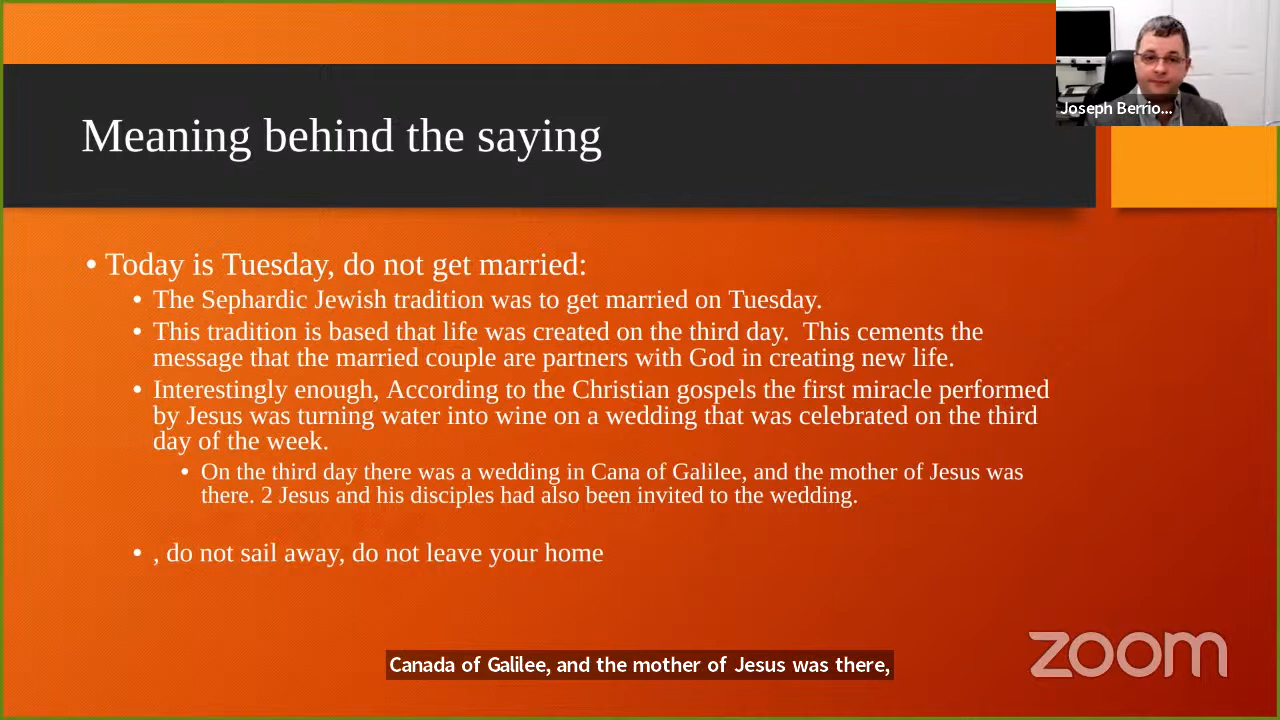 Joseph Berrio...
Meaning behind the saying
• Today is Tuesday, do not get married:
• The Sephardic Jewish tradition was to get married on Tuesday.
• This tradition is based that life was created on the third day.  This cements the
message that the married couple are partners with God in creating new life.
• Interestingly enough, According to the Christian gospels the first miracle performed
by Jesus was turning water into wine on a wedding that was celebrated on the third
day of the week.
• On the third day there was a wedding in Cana of Galilee, and the mother of Jesus was
there. 2 Jesus and his disciples had also been invited to the wedding.
• , do not sail away, do not leave your home
Canada of Galilee, and the mother of Jesus was there,
zoom